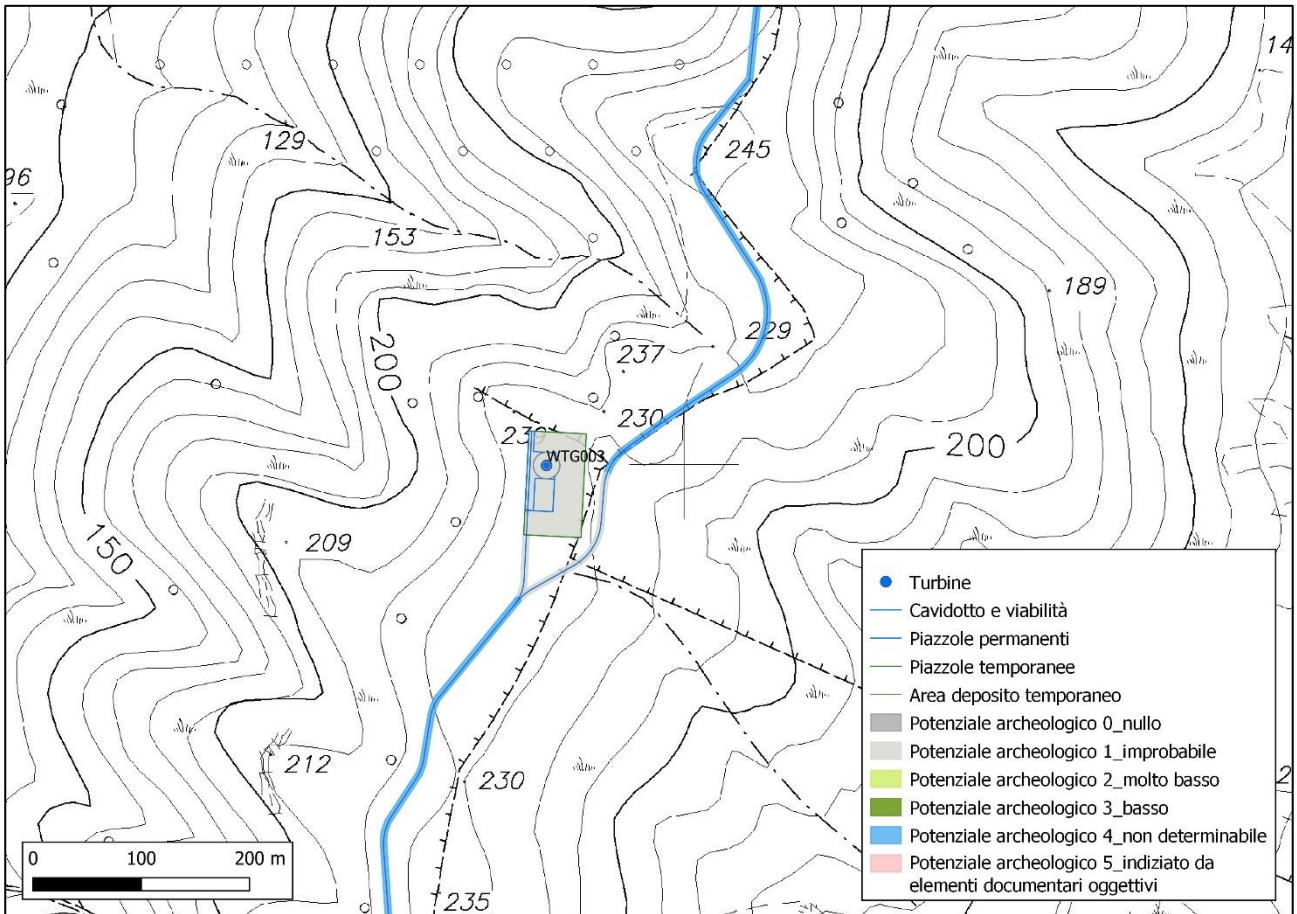 14
129
245
96
153
189
229
200
237
230
WTG003
200
209
150
212
230
235
Turbine
Cavidotto e viabilità
Piazzole permanenti
Piazzole temporanee
Area deposito temporaneo
Potenziale archeologico 0_nullo
Potenziale archeologico 1_improbabile
Potenziale archeologico 2_molto basso
Potenziale archeologico 3_basso
Potenziale archeologico 4_non determinabile
Potenziale archeologico 5_indiziato da
elementi documentari oggettivi
0 100 200 m